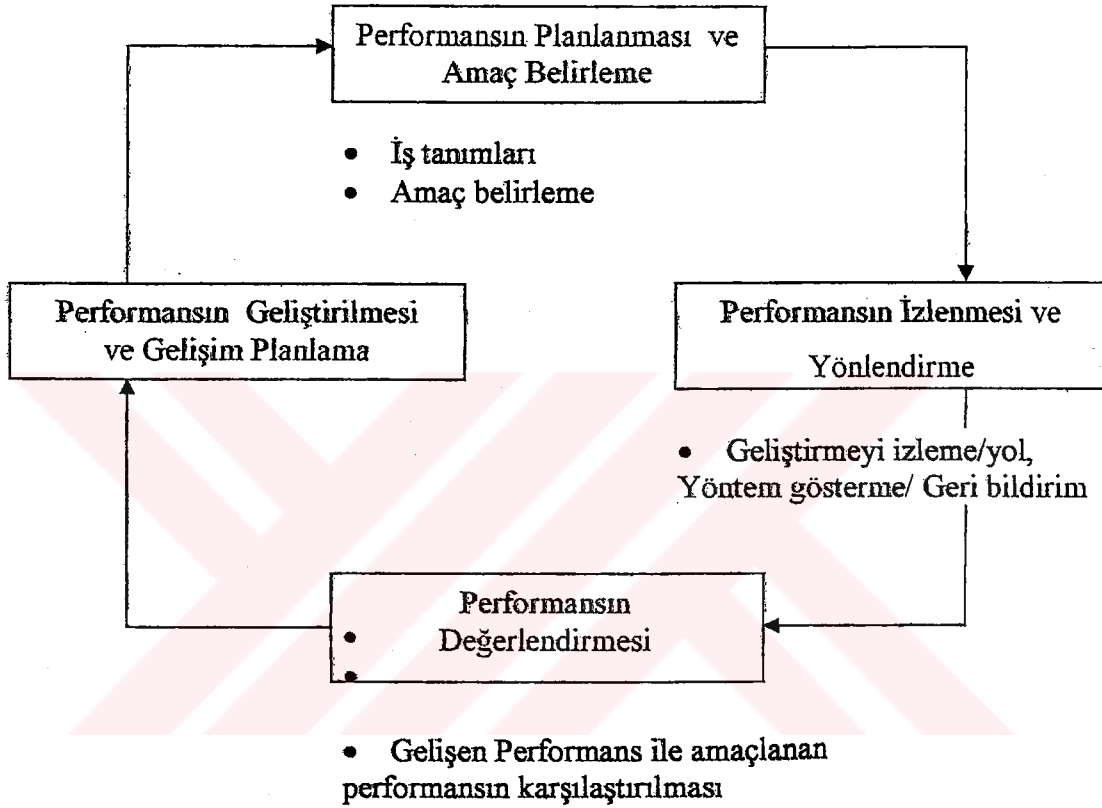 Performansın Planlanması ve
Amaç Belirleme
• İş tanımları
• Amaç belirleme
Performansın Geliştirilmesi
ve Gelişim Planlama
Performansın İzlenmesi ve
Yönlendirme
• Geliştirmeyi izleme/yol,
Yöntem gösterme/ Geri bildirim
Performansın
• Değerlendirmesi
•
• Gelişen Performans ile amaçlanan
performansın karşılaştırılması